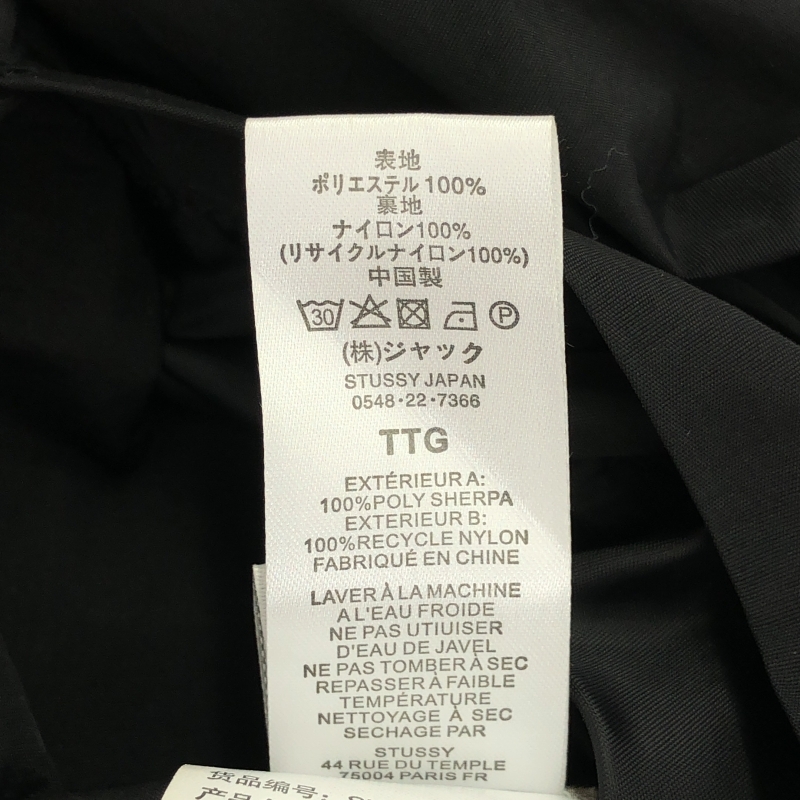 表地
ポリエステル 100%
裏地
ナイロン100%
(リサイクルナイロン100%)
中国製
30 P
(株)ジャック
STUSSY JAPAN
0548・22・7366
TTG
EXTÉRIEUR A:
100%POLY SHERPA
EXTERIEUR B:
100%RECYCLE NYLON
FABRIQUÉ EN CHINE
LAVER À LA MACHINE
A L'EAU FROIDE
NE PAS UTIUISER
D'EAU DE JAVEL
NE PAS TOMBER À SEC
REPASSER À FAIBLE
TEMPÉRATURE
NETTOYAGE À SEC
SECHAGE PAR
STUSSY
44 RUE DU TEMPLE
75004 PARIS FR
货品编号:
产品